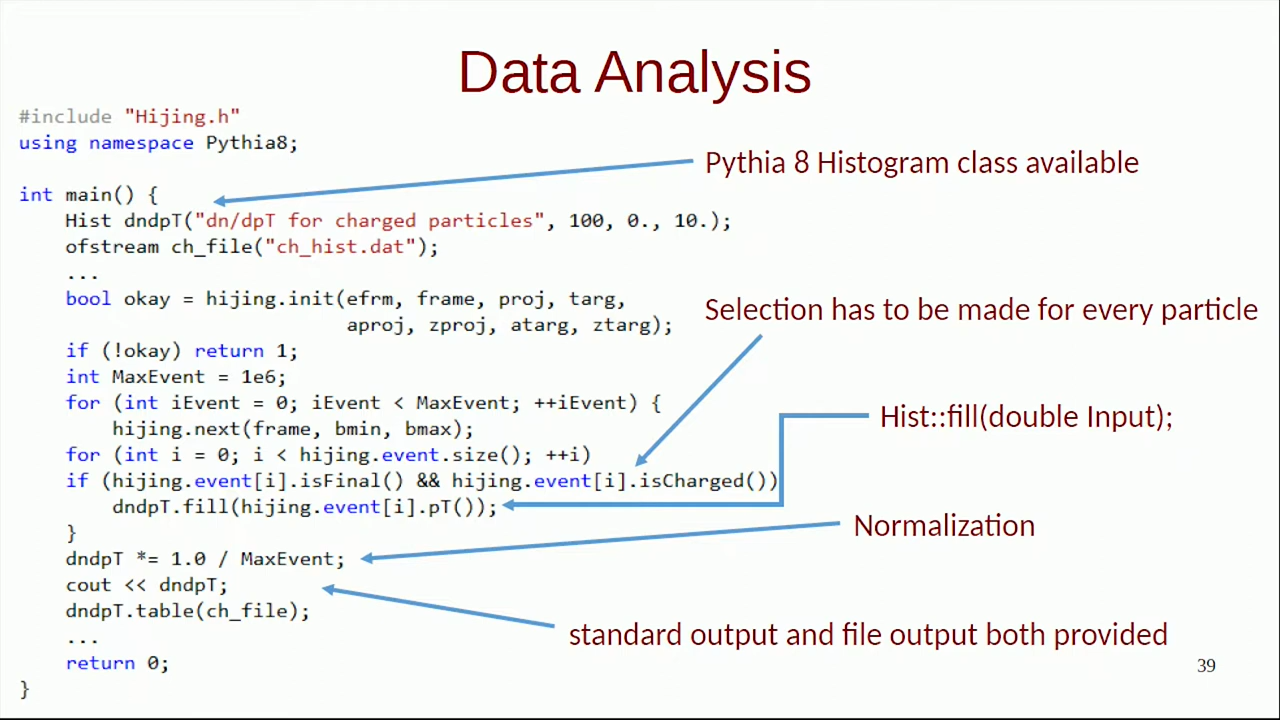 Data Analysis
#include "Hijing.h"
using namespace Pythia8;
Pythia 8 Histogram class available
int main() {
Hist dndpT("dn/dpT for charged particles", 100, 0., 10.);
ofstream ch_file("ch_hist.dat");
...
bool okay = hijing.init(efrm, frame, proj, targ,
aproj, zproj, atarg, ztarg);
Selection has to be made for every particle
if (!okay) return 1;
int MaxEvent = 1e6;
for (int iEvent = 0; iEvent < MaxEvent; ++iEvent) {
hijing.next(frame, bmin, bmax);
Hist::fill(double Input);
for (int i = 0; i < hijing.event.size(); ++i)
if (hijing.event[i].isFinal() && hijing.event[i].isCharged())
dndpT.fill(hijing.event[i].pT());
}
Normalization
dndpT *= 1.0 / MaxEvent;
cout << dndpT;
dndpT.table(ch_file);
standard output and file output both provided
...
return 0;
}
39